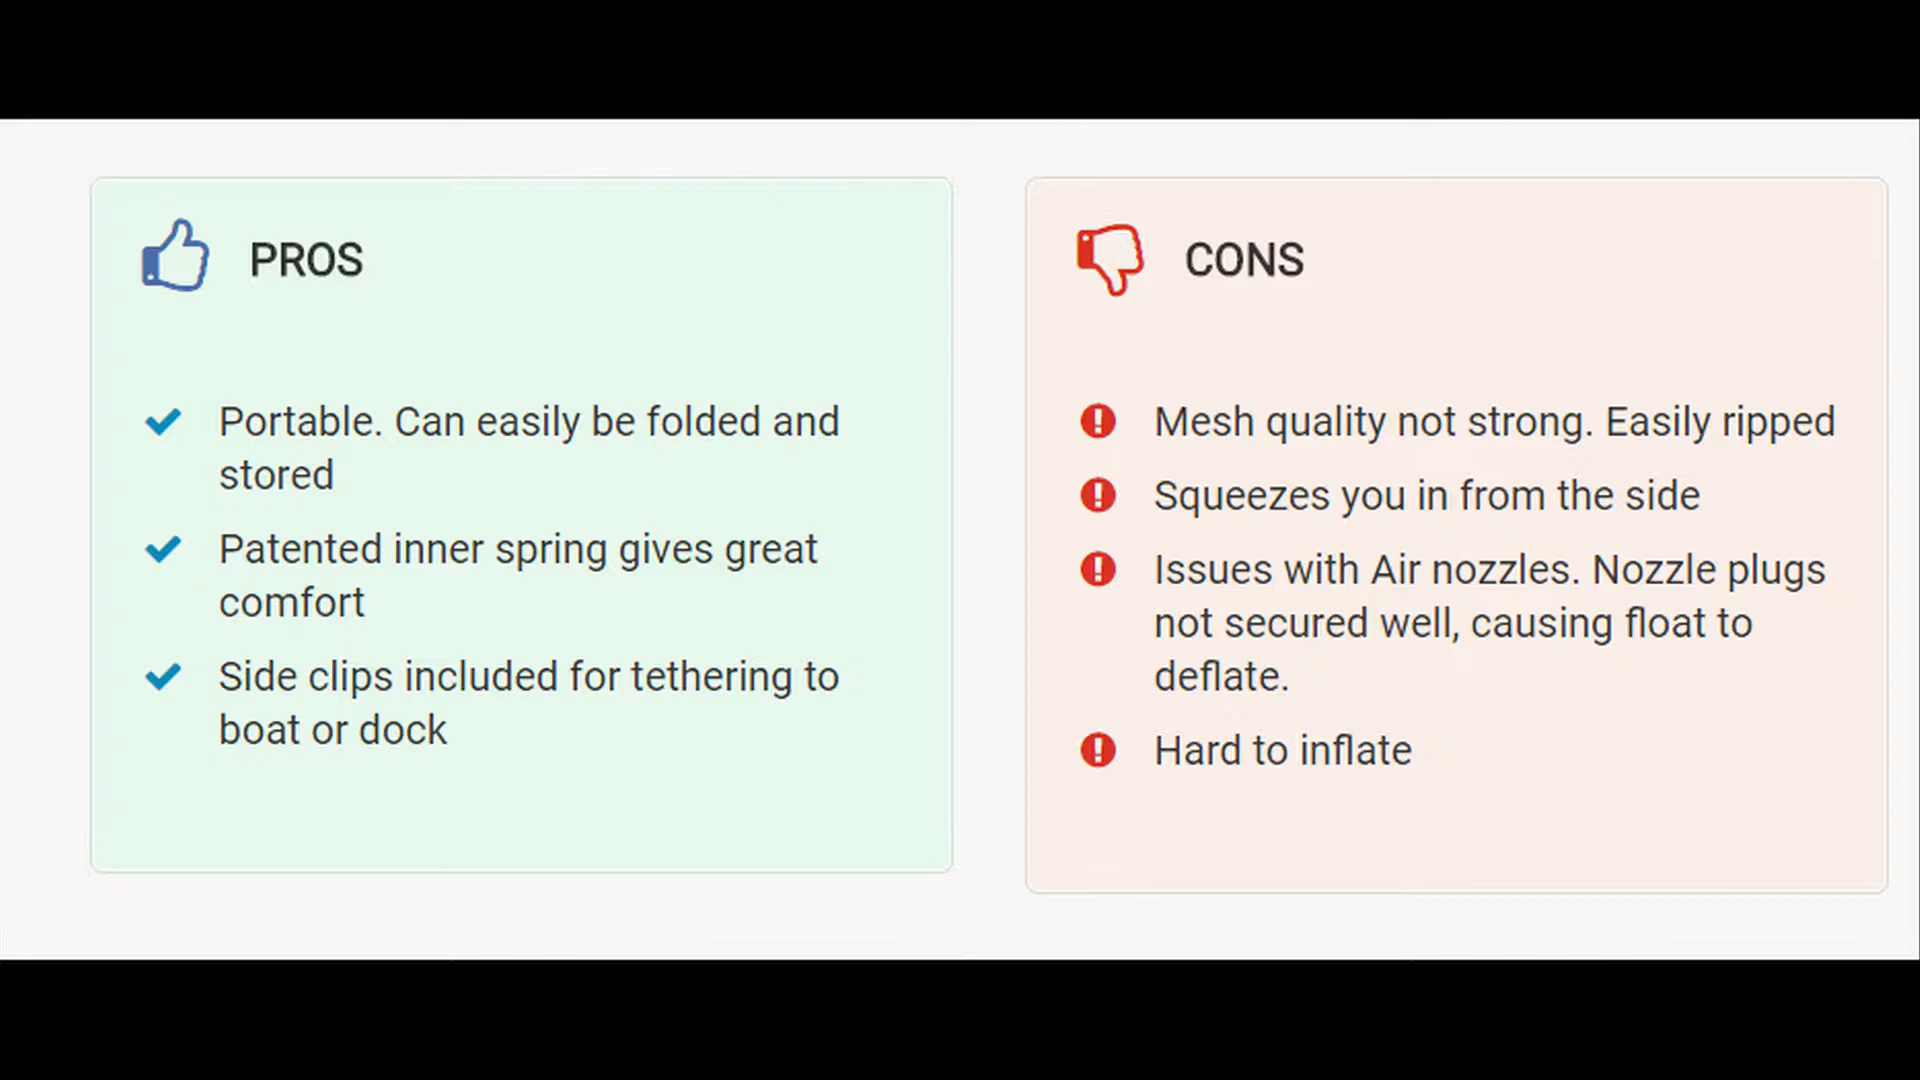 PROS
Portable. Can easily be folded and
stored
Patented inner spring gives great
comfort
Side clips included for tethering to
boat or dock
CONS
Mesh quality not strong. Easily ripped
Squeezes you in from the side
Issues with Air nozzles. Nozzle plugs
not secured well, causing float to
deflate.
Hard to inflate